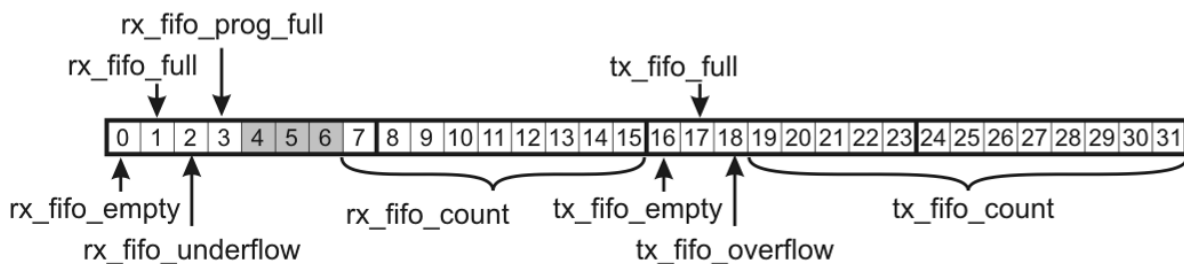 rx_fifo_prog_full
rx_fifo_full
tx_fifo_full
0 1 2 3 4 5 6 7 8 9 10 11 12 13 14 15 16 17 18 19 20 21 22 23 24 25 26 27 28 29 30 31
rx_fifo_empty
rx_fifo_count
tx_fifo_empty
tx_fifo_count
rx_fifo_underflow
tx_fifo_overflow